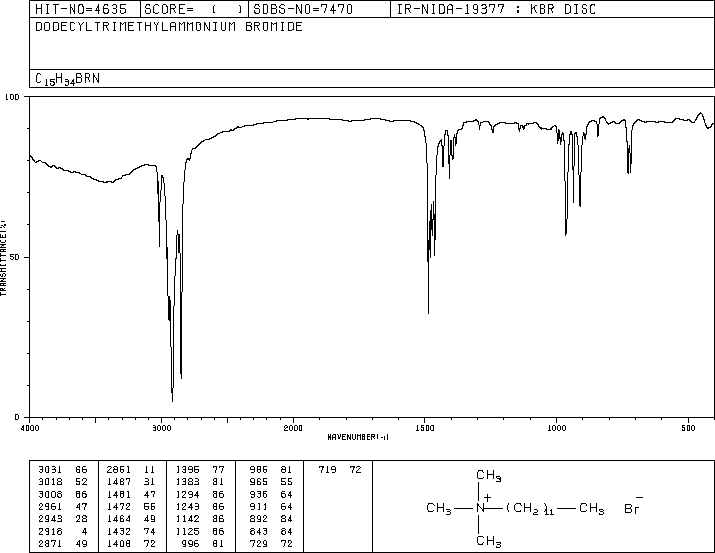 HIT-NO=4635 SCORE= ( ) SDBS-NO=7470 IR-NIDA-19377 : KBR DISC
DODECYLTRIMETHYLAMMONIUM BROMIDE
C15H34BRN
100
50
0
TRANSMITTANCE(%)
4000 3000 2000 1500 1000 500
WAVENUMBER(-1)
3031 66 2851 11 1396 77 986 81 719 72
3018 52 1487 31 1383 81 965 55
3008 86 1481 47 1294 86 936 64
2961 47 1472 55 1243 86 911 64
2943 28 1464 49 1142 86 892 84
2918 4 1432 74 1125 86 843 84
2871 49 1408 72 996 81 729 72
CH3
CH3—N+—(CH2)11—CH3 Br−
CH3